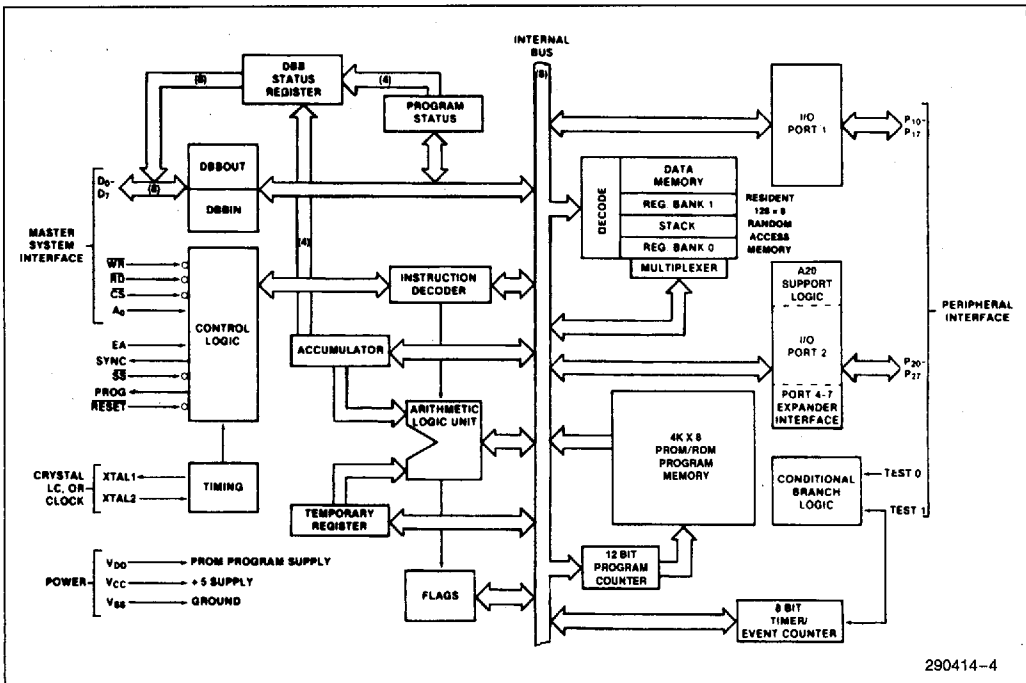 INTERNAL
BUS
(8)
DBB
STATUS
REGISTER
(8)
(4)
PROGRAM
STATUS
DBBOUT
DBBIN
D0-
D7
(8)
MASTER
SYSTEM
INTERFACE
WR
RD
CS
A0
EA
SYNC
SS
PROG
RESET
CONTROL
LOGIC
(4)
INSTRUCTION
DECODER
ACCUMULATOR
ARITHMETIC
LOGIC UNIT
CRYSTAL
LC, OR
CLOCK
XTAL1
XTAL2
TIMING
TEMPORARY
REGISTER
FLAGS
POWER
VDD
PROM PROGRAM SUPPLY
VCC
+ 5 SUPPLY
VSS
GROUND
I/O
PORT 1
P10-
P17
DECODE
DATA
MEMORY
REG. BANK 1
STACK
REG. BANK 0
MULTIPLEXER
RESIDENT
128 x 8
RANDOM
ACCESS
MEMORY
A20
SUPPORT
LOGIC
I/O
PORT 2
PORT 4-7
EXPANDER
INTERFACE
P20-
P27
PERIPHERAL
INTERFACE
4K X 8
PROM/ROM
PROGRAM
MEMORY
CONDITIONAL
BRANCH
LOGIC
TEST 0
TEST 1
12 BIT
PROGRAM
COUNTER
8 BIT
TIMER/
EVENT COUNTER
290414-4